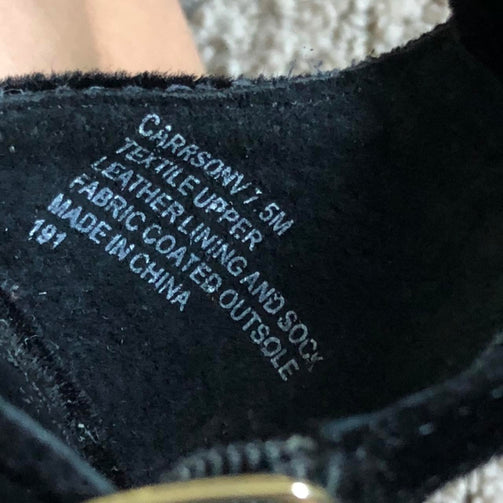 CARRSONV 7.5M
TEXTILE UPPER
LEATHER LINING AND SOCK
FABRIC COATED OUTSOLE
MADE IN CHINA
191